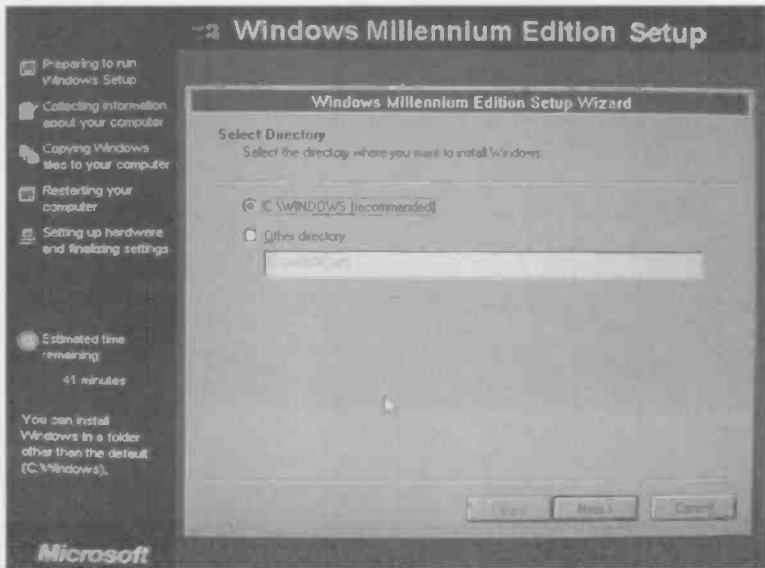 Windows Millennium Edition Setup
Preparing to run
Windows Setup
Collecting information
about your computer
Copying Windows
files to your computer
Restarting your
computer
Setting up hardware
and finalizing settings
Estimated time
remaining:
41 minutes
You can install
Windows in a folder
other than the default
(C:\Windows).
Microsoft
Windows Millennium Edition Setup Wizard
Select Directory
Select the directory where you want to install Windows.
C:\WINDOWS (recommended)
Other directory
Next >
Cancel